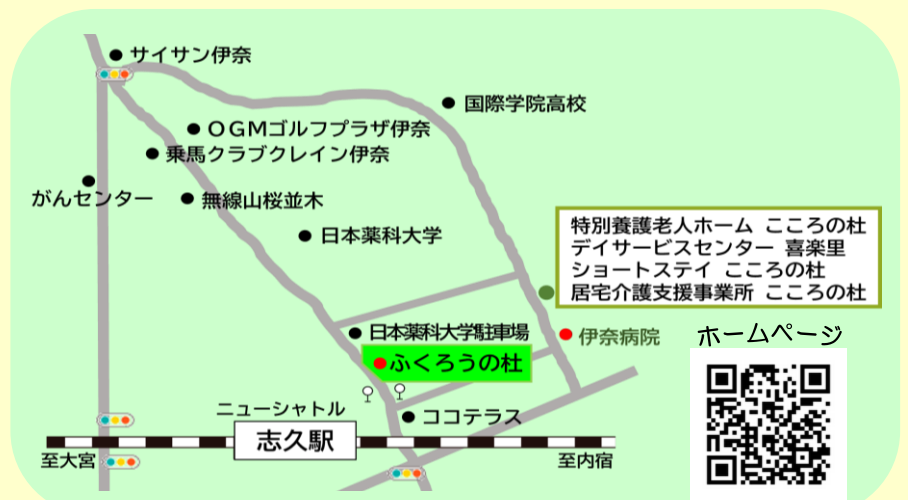 サイサン伊奈
国際学院高校
OGMゴルフプラザ伊奈
乗馬クラブクレイン伊奈
がんセンター
無線山桜並木
日本薬科大学
特別養護老人ホーム こころの杜
デイサービスセンター 喜楽里
ショートステイ こころの杜
居宅介護支援事業所 こころの杜
日本薬科大学駐車場
伊奈病院
ホームページ
ふくろうの杜
ニューシャトル
ココテラス
志久駅
至大宮
至内宿